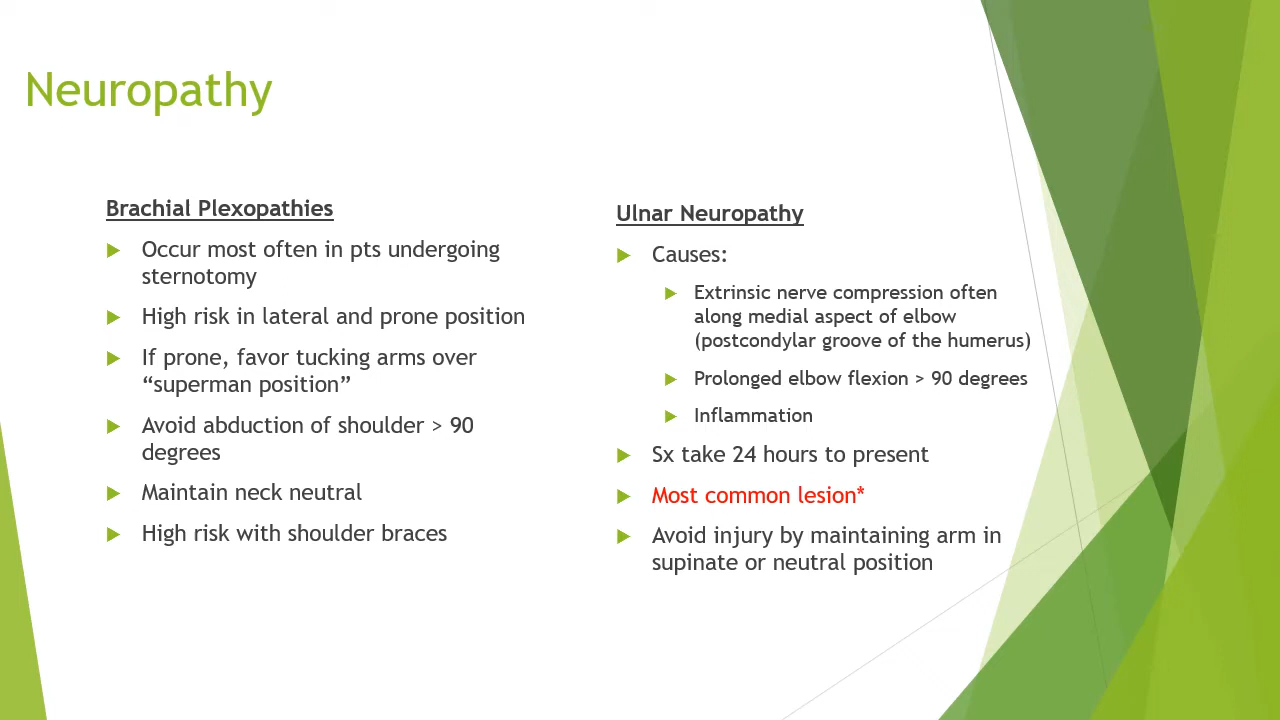 Neuropathy
Brachial Plexopathies
Occur most often in pts undergoing
sternotomy
High risk in lateral and prone position
If prone, favor tucking arms over
“superman position”
Avoid abduction of shoulder > 90
degrees
Maintain neck neutral
High risk with shoulder braces
Ulnar Neuropathy
Causes:
Extrinsic nerve compression often
along medial aspect of elbow
(postcondylar groove of the humerus)
Prolonged elbow flexion > 90 degrees
Inflammation
Sx take 24 hours to present
Most common lesion*
Avoid injury by maintaining arm in
supinate or neutral position